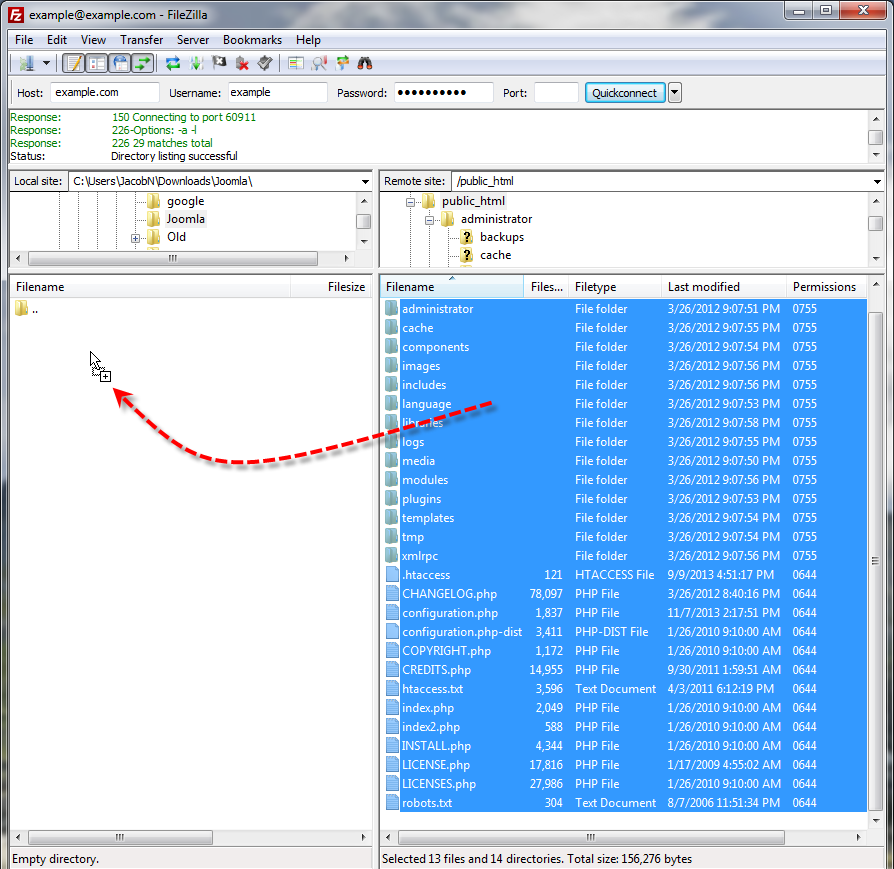 example@example.com - FileZilla
File Edit View Transfer Server Bookmarks Help
Host: example.com Username: example Password: •••••••••• Port: Quickconnect
Response: 150 Connecting to port 60911
Response: 226-Options: -a -l
Response: 226 29 matches total
Status: Directory listing successful
Local site: C:\Users\JacobN\Downloads\Joomla\
google
Joomla
Old
Remote site: /public_html
public_html
administrator
? backups
? cache
Filename Filesize
..
Empty directory.
Filename Files... Filetype Last modified Permissions
administrator File folder 3/26/2012 9:07:51 PM 0755
cache File folder 3/26/2012 9:07:55 PM 0755
components File folder 3/26/2012 9:07:54 PM 0755
images File folder 3/26/2012 9:07:56 PM 0755
includes File folder 3/26/2012 9:07:56 PM 0755
language File folder 3/26/2012 9:07:53 PM 0755
libraries File folder 3/26/2012 9:07:58 PM 0755
logs File folder 3/26/2012 9:07:55 PM 0755
media File folder 3/26/2012 9:07:50 PM 0755
modules File folder 3/26/2012 9:07:56 PM 0755
plugins File folder 3/26/2012 9:07:53 PM 0755
templates File folder 3/26/2012 9:07:54 PM 0755
tmp File folder 3/26/2012 9:07:54 PM 0755
xmlrpc File folder 3/26/2012 9:07:56 PM 0755
.htaccess 121 HTACCESS File 9/9/2013 4:51:17 PM 0644
CHANGELOG.php 78,097 PHP File 3/26/2012 8:40:16 PM 0644
configuration.php 1,837 PHP File 11/7/2013 2:17:51 PM 0644
configuration.php-dist 3,411 PHP-DIST File 1/26/2010 9:10:00 AM 0644
COPYRIGHT.php 1,172 PHP File 1/26/2010 9:10:00 AM 0644
CREDITS.php 14,955 PHP File 9/30/2011 1:59:51 AM 0644
htaccess.txt 3,596 Text Document 4/3/2011 6:12:19 PM 0644
index.php 2,049 PHP File 1/26/2010 9:10:00 AM 0644
index2.php 588 PHP File 1/26/2010 9:10:00 AM 0644
INSTALL.php 4,344 PHP File 1/26/2010 9:10:00 AM 0644
LICENSE.php 17,816 PHP File 1/17/2009 4:55:02 AM 0644
LICENSES.php 27,986 PHP File 1/26/2010 9:10:00 AM 0644
robots.txt 304 Text Document 8/7/2006 11:51:34 PM 0644
Selected 13 files and 14 directories. Total size: 156,276 bytes